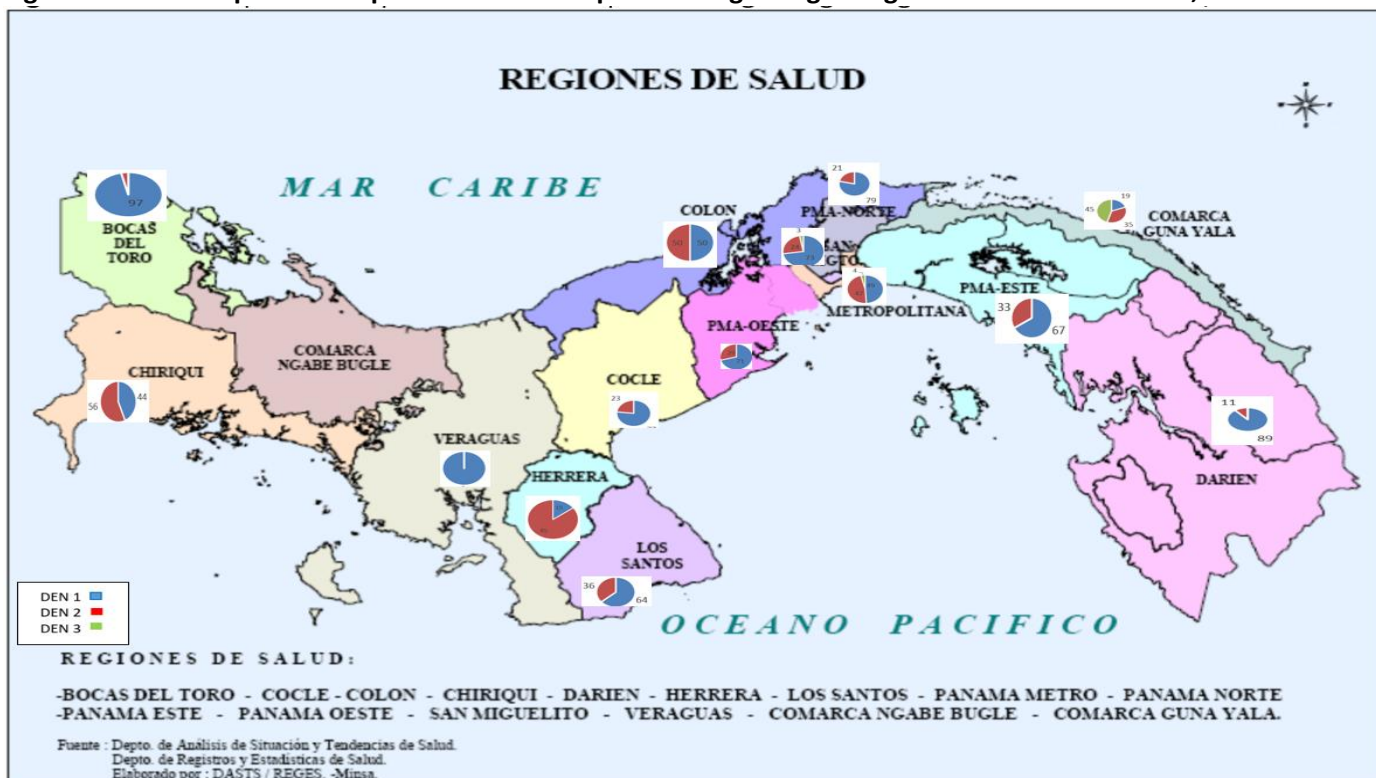 REGIONES DE SALUD
MAR CARIBE
97
BOCAS
DEL
TORO
COLON
50 50
21
79
PMA-NORTE
3
SAN
GTO
4
METROPOLITANA
45 19
35
COMARCA
GUNA YALA
PMA-ESTE
33
67
PMA-OESTE
COMARCA
NGABE BUGLE
CHIRIQUI
56 44
COCLE
23
VERAGUAS
HERRERA
11
89
DARIEN
LOS
SANTOS
36
64
DEN 1
DEN 2
DEN 3
OCEANO PACIFICO
REGIONES DE SALUD:
-BOCAS DEL TORO - COCLE - COLON - CHIRIQUI - DARIEN - HERRERA - LOS SANTOS - PANAMA METRO - PANAMA NORTE
-PANAMA ESTE - PANAMA OESTE - SAN MIGUELITO - VERAGUAS - COMARCA NGABE BUGLE - COMARCA GUNA YALA.
Fuente : Depto. de Análisis de Situación y Tendencias de Salud.
Depto. de Registros y Estadisticas de Salud.
Elaborado por : DASTS / REGES. -Minsa.